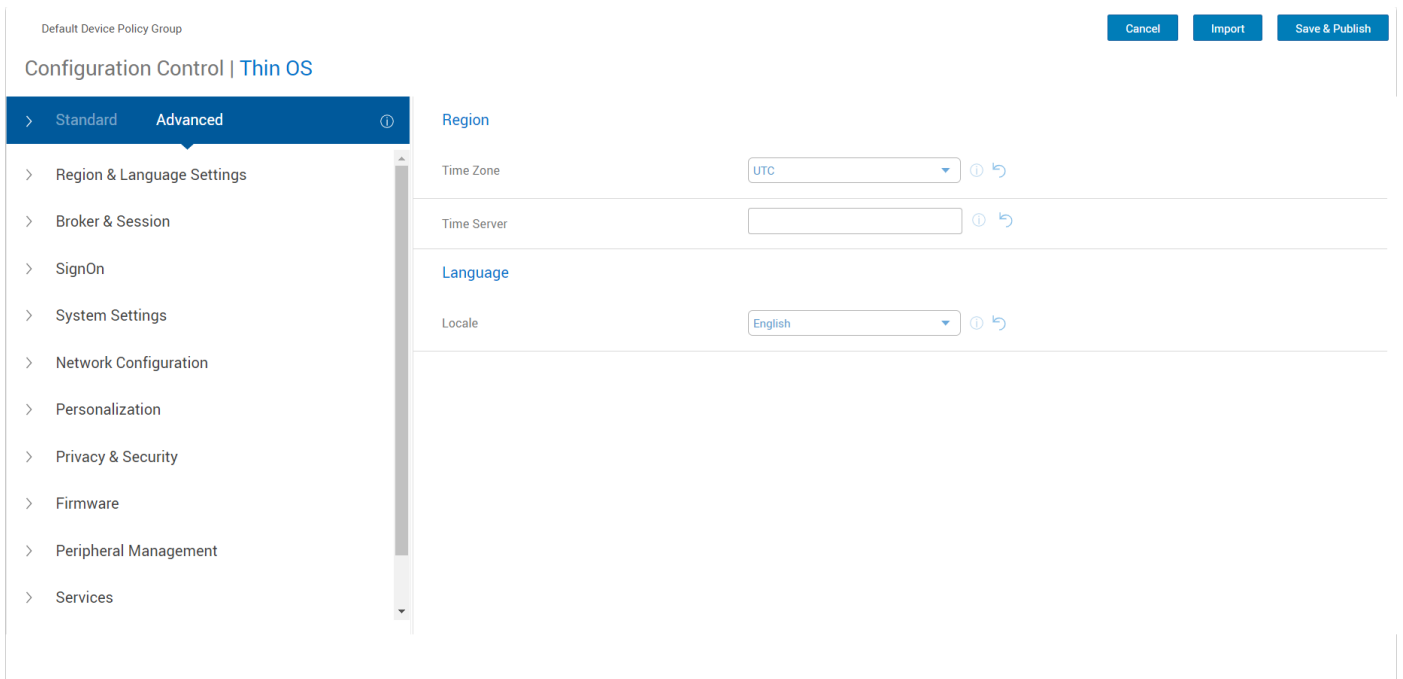 Default Device Policy Group
Cancel
Import
Save & Publish
Configuration Control | Thin OS
Standard
Advanced
Region & Language Settings
Broker & Session
SignOn
System Settings
Network Configuration
Personalization
Privacy & Security
Firmware
Peripheral Management
Services
Region
Time Zone
UTC
Time Server
Language
Locale
English